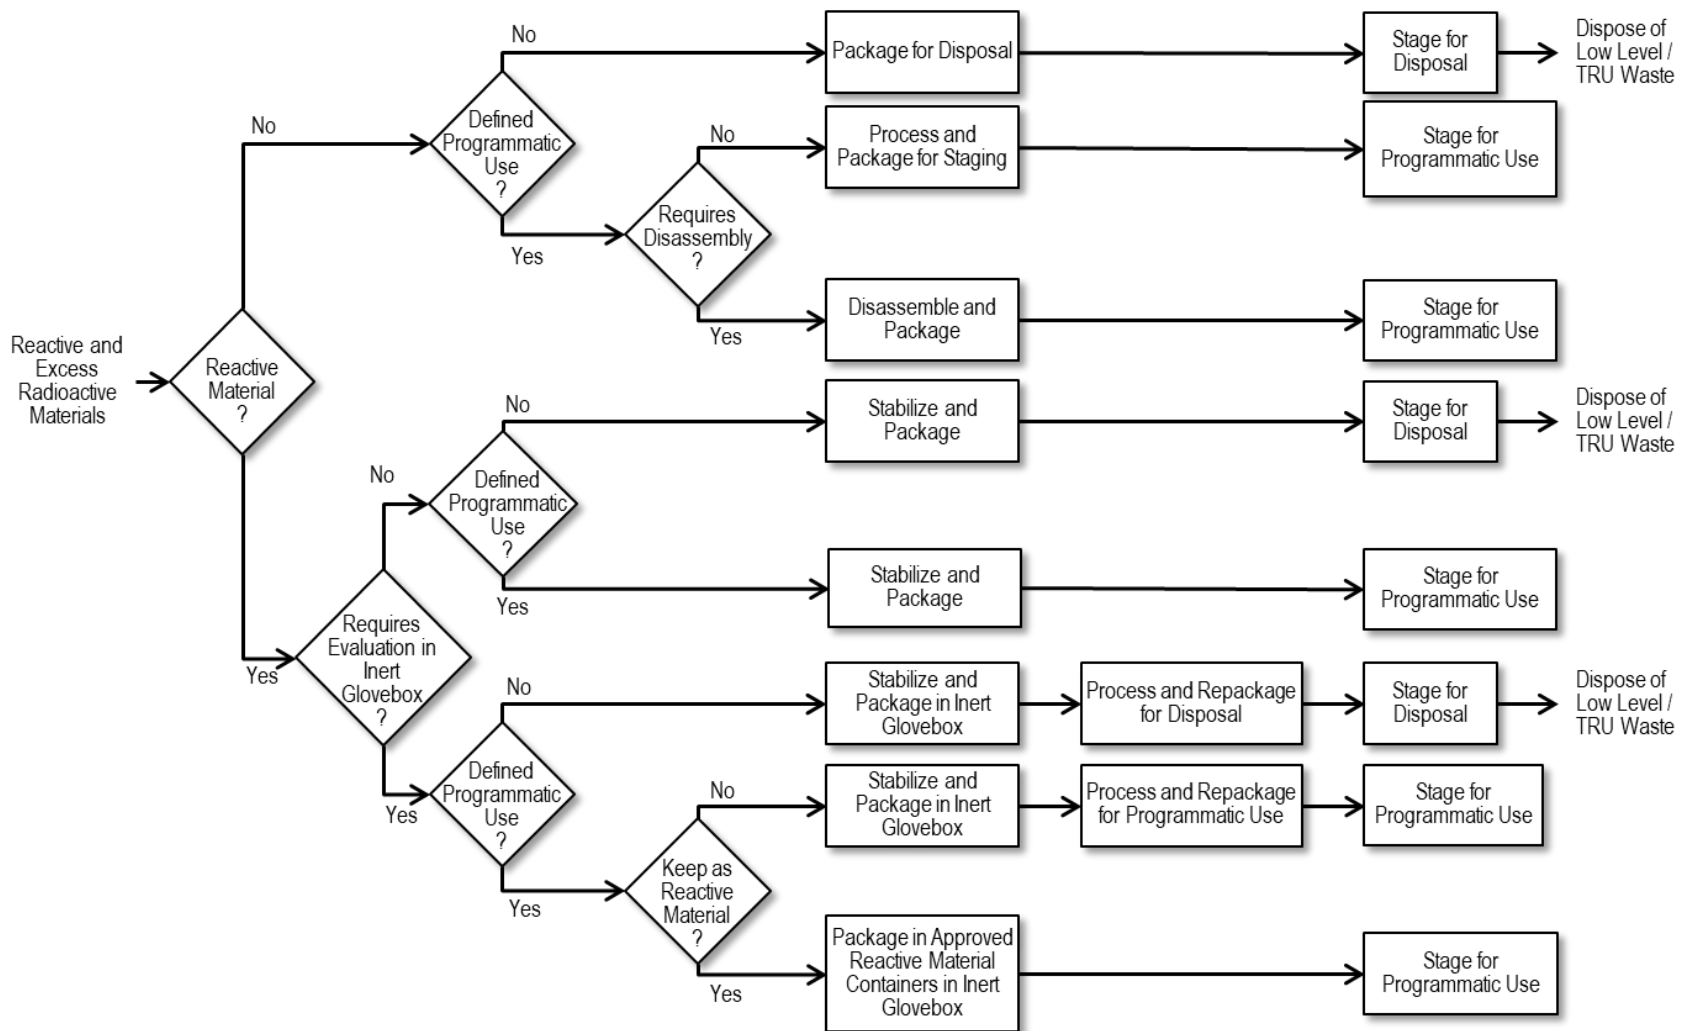 No
Package for Disposal
Stage for
Disposal
Dispose of
Low Level /
TRU Waste
No
Defined
Programmatic
Use
?
No
Process and
Package for Staging
Stage for
Programmatic Use
Yes
Requires
Disassembly
?
Yes
Disassemble and
Package
Stage for
Programmatic Use
Reactive and
Excess
Radioactive
Materials
Reactive
Material
?
No
Stabilize and
Package
Stage for
Disposal
Dispose of
Low Level /
TRU Waste
No
Defined
Programmatic
Use
?
Yes
Stabilize and
Package
Stage for
Programmatic Use
Yes
Requires
Evaluation in
Inert
Glovebox
?
No
Stabilize and
Package in Inert
Glovebox
Process and Repackage
for Disposal
Stage for
Disposal
Dispose of
Low Level /
TRU Waste
Yes
Defined
Programmatic
Use
?
No
Stabilize and
Package in Inert
Glovebox
Process and Repackage
for Programmatic Use
Stage for
Programmatic Use
Yes
Keep as
Reactive
Material
?
Yes
Package in Approved
Reactive Material
Containers in Inert
Glovebox
Stage for
Programmatic Use